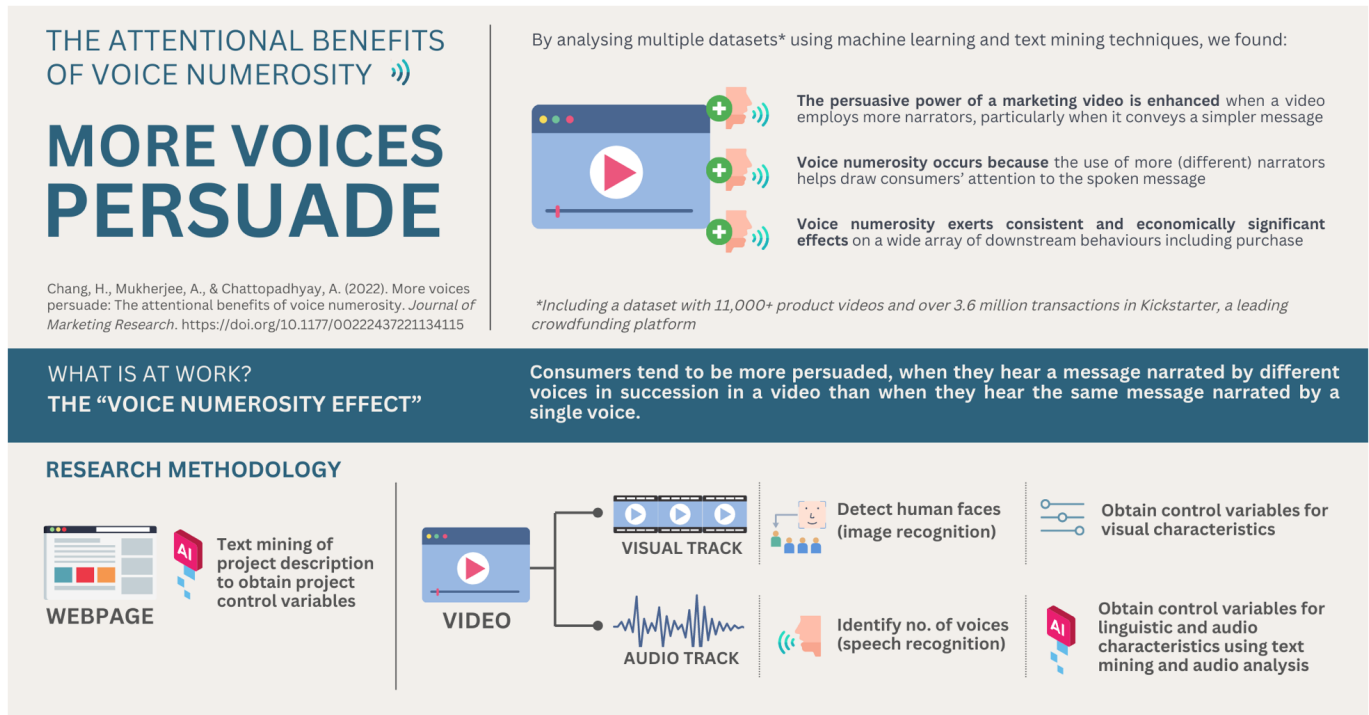 THE ATTENTIONAL BENEFITS
OF VOICE NUMEROSITY
MORE VOICES
PERSUADE
Chang, H., Mukherjee, A., & Chattopadhyay, A. (2022). More voices
persuade: The attentional benefits of voice numerosity. Journal of
Marketing Research. https://doi.org/10.1177/00222437221134115
By analysing multiple datasets* using machine learning and text mining techniques, we found:
The persuasive power of a marketing video is enhanced when a video
employs more narrators, particularly when it conveys a simpler message
Voice numerosity occurs because the use of more (different) narrators
helps draw consumers' attention to the spoken message
Voice numerosity exerts consistent and economically significant
effects on a wide array of downstream behaviours including purchase
*Including a dataset with 11,000+ product videos and over 3.6 million transactions in Kickstarter, a leading
crowdfunding platform
WHAT IS AT WORK?
THE “VOICE NUMEROSITY EFFECT”
Consumers tend to be more persuaded, when they hear a message narrated by different
voices in succession in a video than when they hear the same message narrated by a
single voice.
RESEARCH METHODOLOGY
WEBPAGE
AI
Text mining of
project description
to obtain project
control variables
VIDEO
VISUAL TRACK
Detect human faces
(image recognition)
Obtain control variables for
visual characteristics
AUDIO TRACK
Identify no. of voices
(speech recognition)
AI
Obtain control variables for
linguistic and audio
characteristics using text
mining and audio analysis